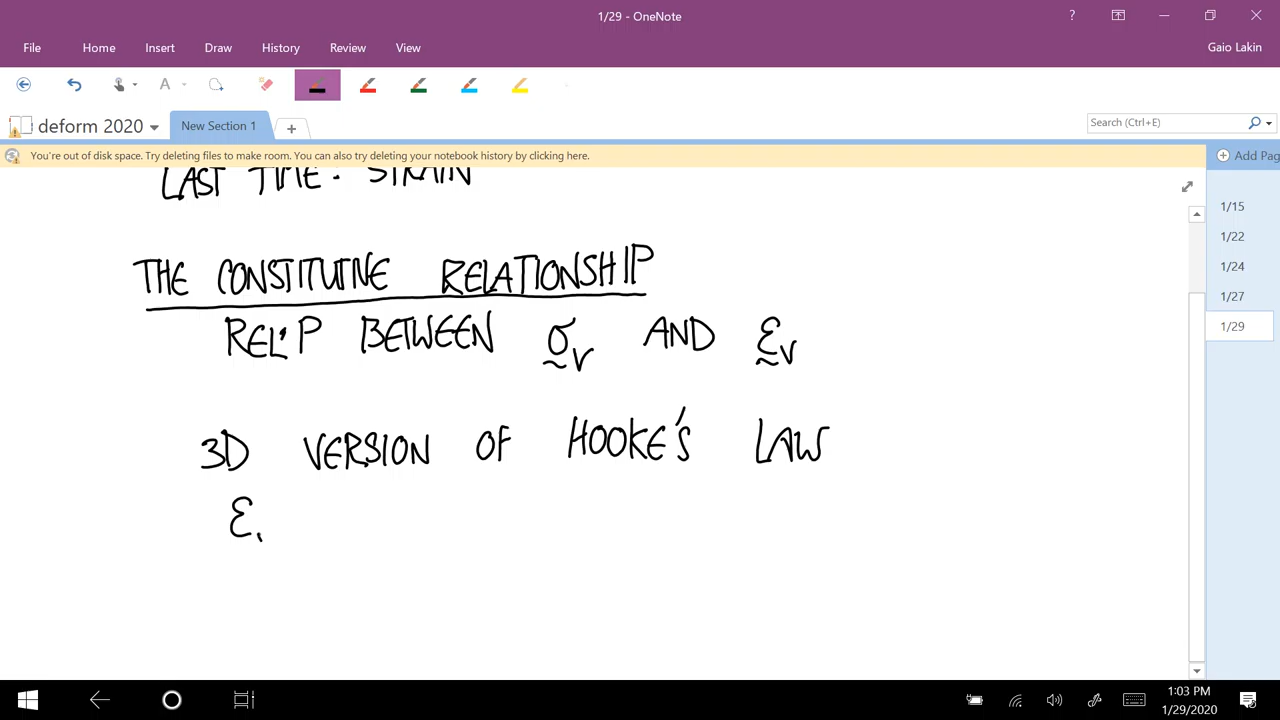 1/29 - OneNote
?
File Home Insert Draw History Review View
Gaio Lakin
A
deform 2020
New Section 1
+
Search (Ctrl+E)
You're out of disk space. Try deleting files to make room. You can also try deleting your notebook history by clicking here.
Add Pag
LAST TIME: STRAIN
1/15
1/22
1/24
1/27
1/29
THE CONSTITUTIVE RELATIONSHIP
REL'P BETWEEN σv AND εv
3D VERSION OF HOOKE'S LAW
ε
1:03 PM
1/29/2020